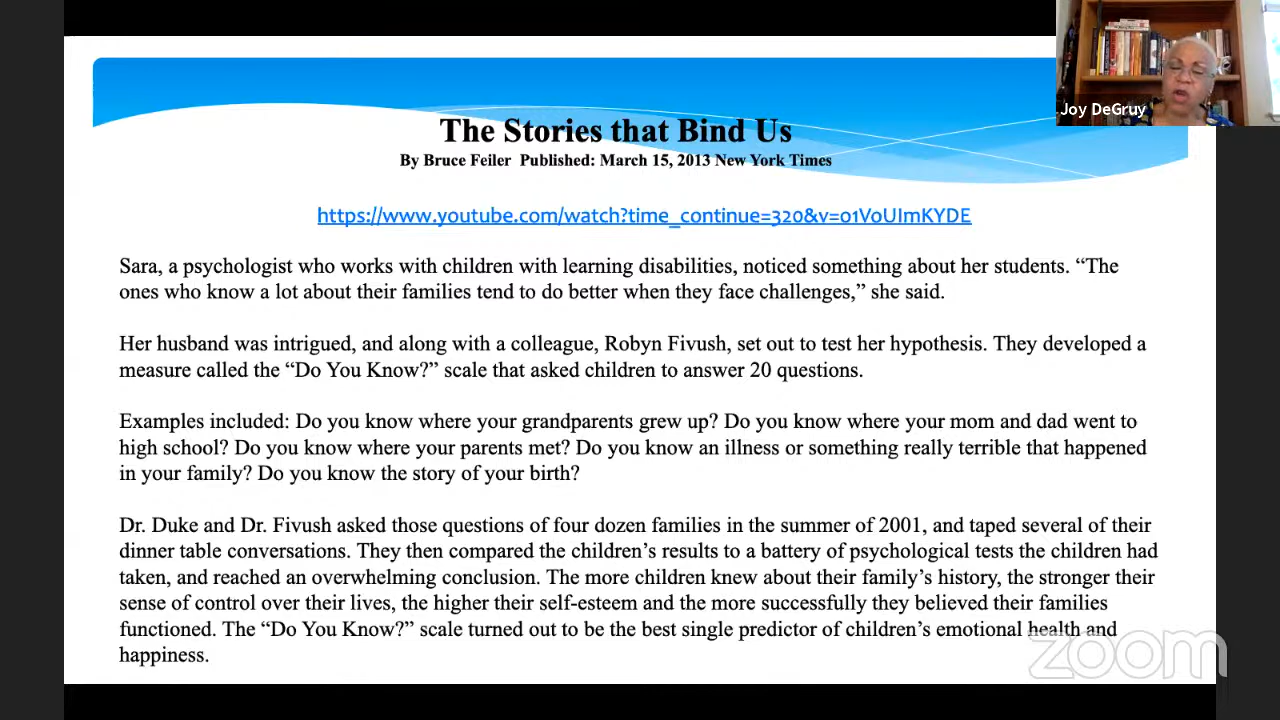 The Stories that Bind Us
By Bruce Feiler Published: March 15, 2013 New York Times
Joy DeGruy
https://www.youtube.com/watch?time_continue=320&v=o1VoUImKYDE
Sara, a psychologist who works with children with learning disabilities, noticed something about her students. “The
ones who know a lot about their families tend to do better when they face challenges,” she said.
Her husband was intrigued, and along with a colleague, Robyn Fivush, set out to test her hypothesis. They developed a
measure called the “Do You Know?” scale that asked children to answer 20 questions.
Examples included: Do you know where your grandparents grew up? Do you know where your mom and dad went to
high school? Do you know where your parents met? Do you know an illness or something really terrible that happened
in your family? Do you know the story of your birth?
Dr. Duke and Dr. Fivush asked those questions of four dozen families in the summer of 2001, and taped several of their
dinner table conversations. They then compared the children’s results to a battery of psychological tests the children had
taken, and reached an overwhelming conclusion. The more children knew about their family’s history, the stronger their
sense of control over their lives, the higher their self-esteem and the more successfully they believed their families
functioned. The “Do You Know?” scale turned out to be the best single predictor of children’s emotional health and
happiness.
zoom